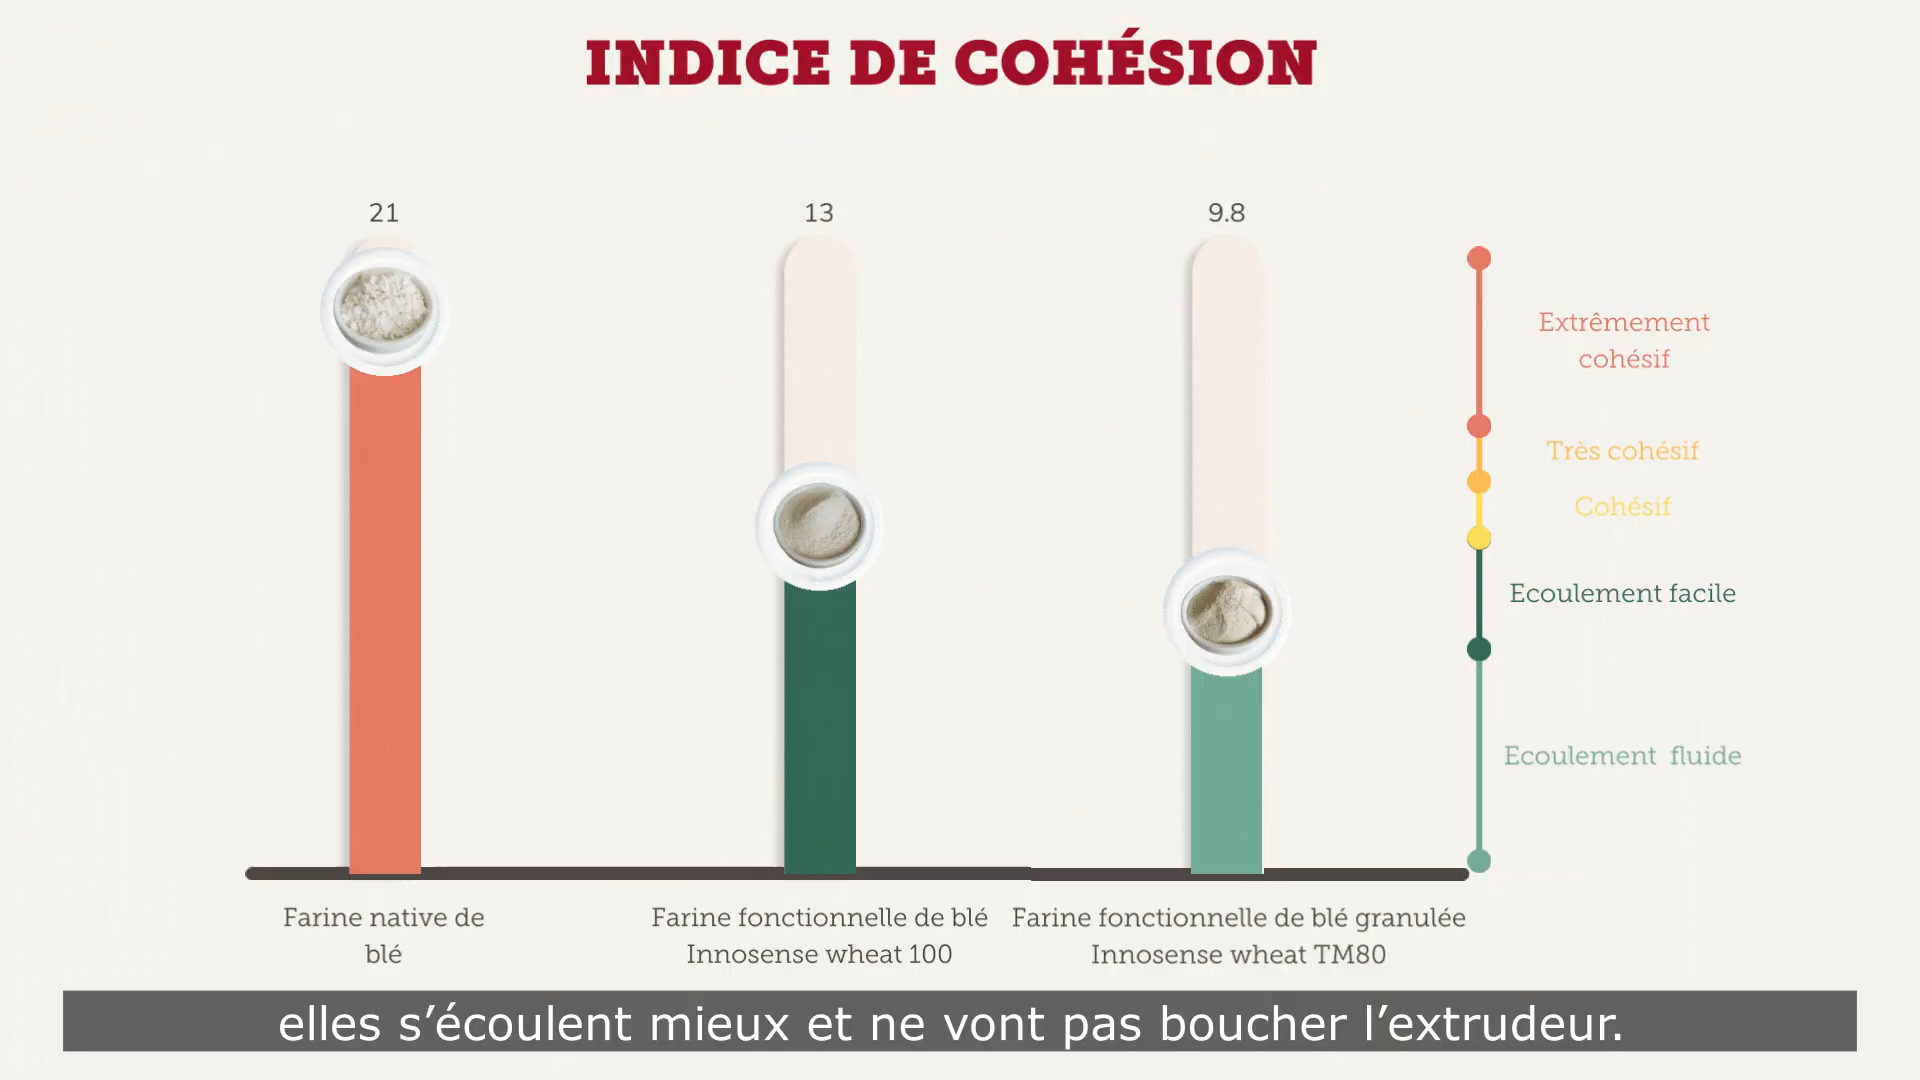 INDICE DE COHÉSION
21
13
9.8
Extrêmement
cohésif
Très cohésif
Cohésif
Ecoulement facile
Ecoulement fluide
Farine native de
blé
Farine fonctionnelle de blé
Innosense wheat 100
Farine fonctionnelle de blé granulée
Innosense wheat TM80
elles s’écoulent mieux et ne vont pas boucher l’extrudeur.